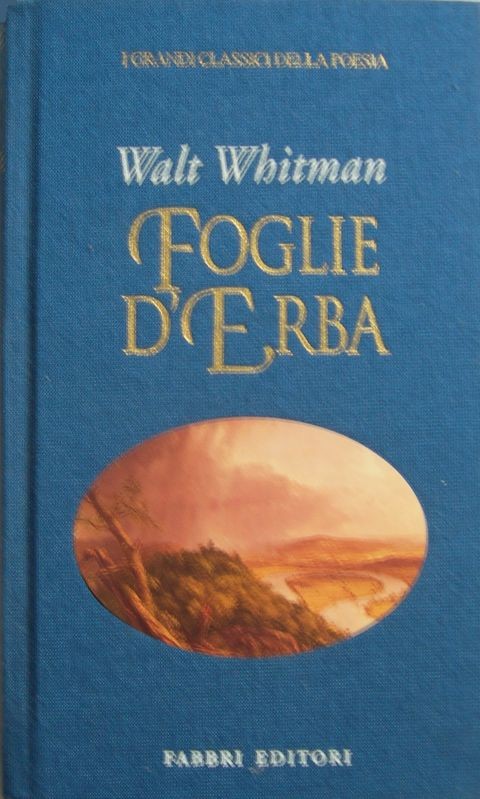 I GRANDI CLASSICI DELLA POESIA
Walt Whitman
FOGLIE
D'ERBA
FABBRI EDITORI